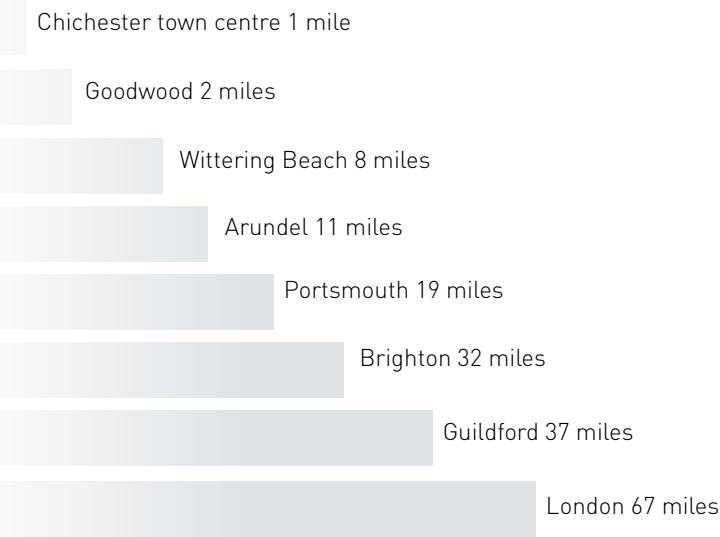 Chichester town centre 1 mile
Goodwood 2 miles
Wittering Beach 8 miles
Arundel 11 miles
Portsmouth 19 miles
Brighton 32 miles
Guildford 37 miles
London 67 miles